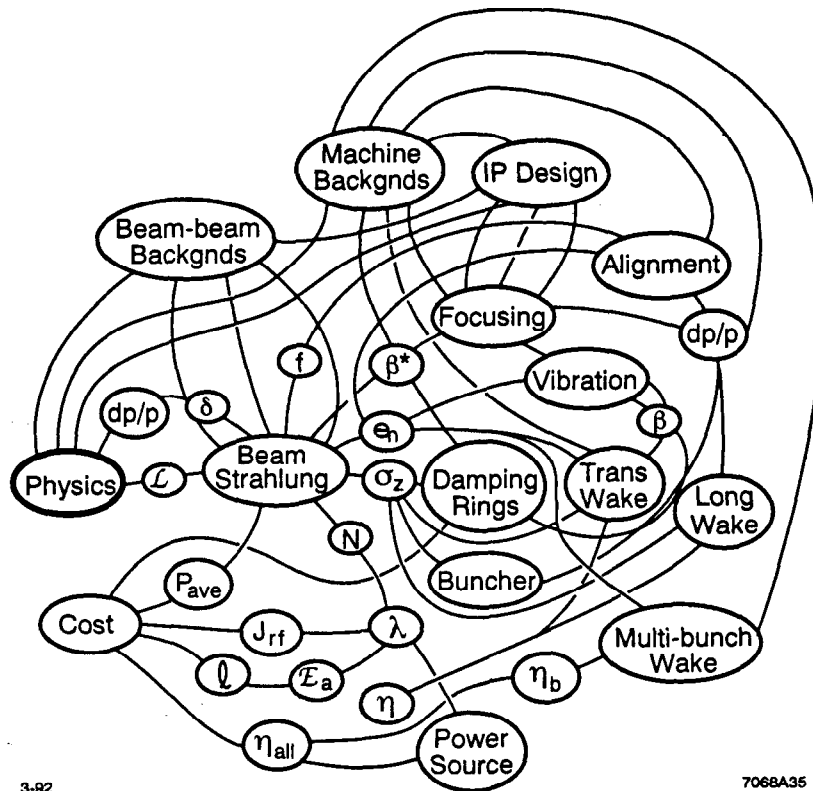 Machine
Backgnds
IP Design
Beam-beam
Backgnds
Alignment
Focusing
dp/p
f
β*
Vibration
dp/p
δ
β
e_n
Beam
Strahlung
Physics
ℒ
σ_z
Damping
Rings
Trans
Wake
Long
Wake
N
Buncher
P_ave
Cost
J_rf
λ
Multi-bunch
Wake
ℓ
ℰ_a
η
η_b
η_all
Power
Source
3-92
7068A35